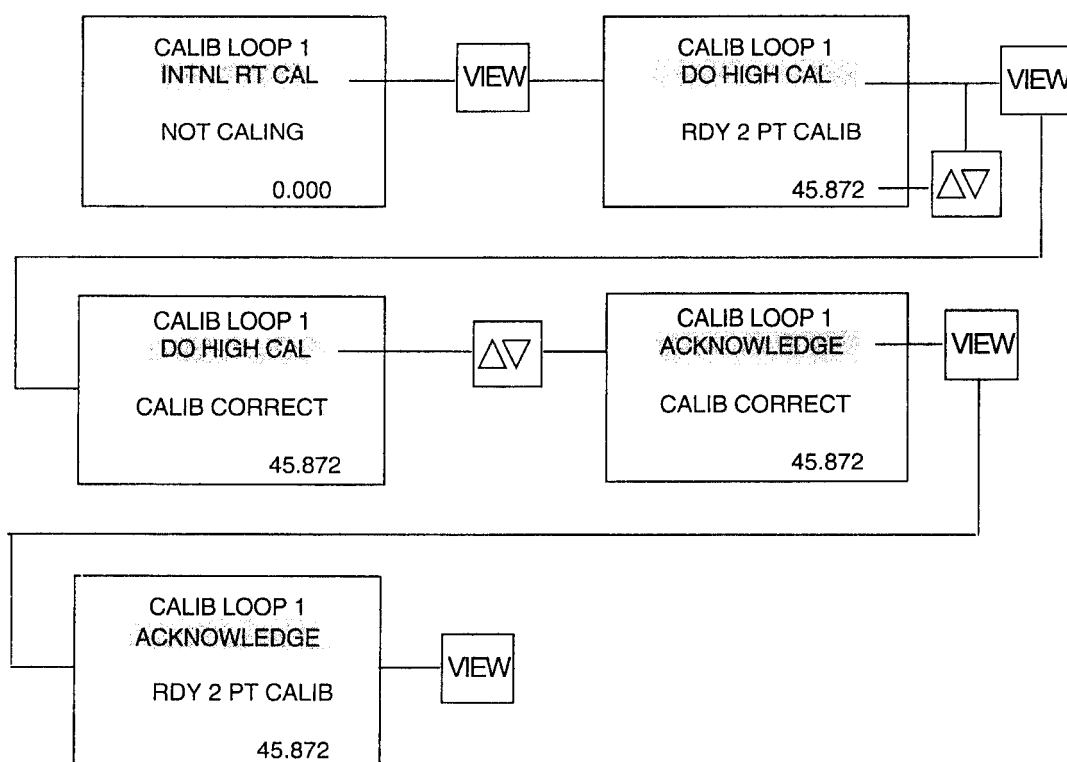 CALIB LOOP 1
INTNL RT CAL
NOT CALING
0.000
VIEW
CALIB LOOP 1
DO HIGH CAL
RDY 2 PT CALIB
45.872
VIEW
CALIB LOOP 1
DO HIGH CAL
CALIB CORRECT
45.872
CALIB LOOP 1
ACKNOWLEDGE
CALIB CORRECT
45.872
VIEW
CALIB LOOP 1
ACKNOWLEDGE
RDY 2 PT CALIB
45.872
VIEW